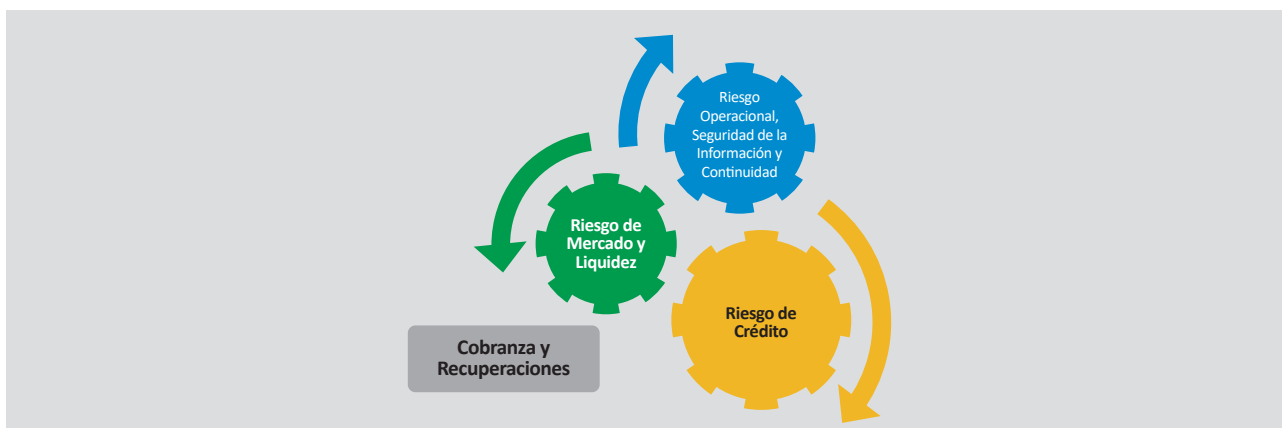 Riesgo
Operacional,
Seguridad de la
Información y
Continuidad
Riesgo de
Mercado y
Liquidez
Riesgo de
Crédito
Cobranza y
Recuperaciones